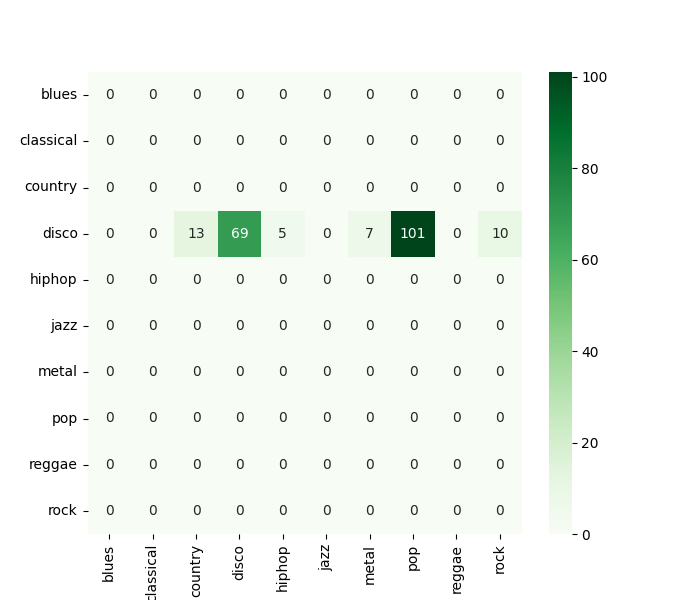 blues 0 0 0 0 0 0 0 0 0 0
classical 0 0 0 0 0 0 0 0 0 0
country 0 0 0 0 0 0 0 0 0 0
disco 0 0 13 69 5 0 7 101 0 10
hiphop 0 0 0 0 0 0 0 0 0 0
jazz 0 0 0 0 0 0 0 0 0 0
metal 0 0 0 0 0 0 0 0 0 0
pop 0 0 0 0 0 0 0 0 0 0
reggae 0 0 0 0 0 0 0 0 0 0
rock 0 0 0 0 0 0 0 0 0 0
blues classical country disco hiphop jazz metal pop reggae rock
100
80
60
40
20
0